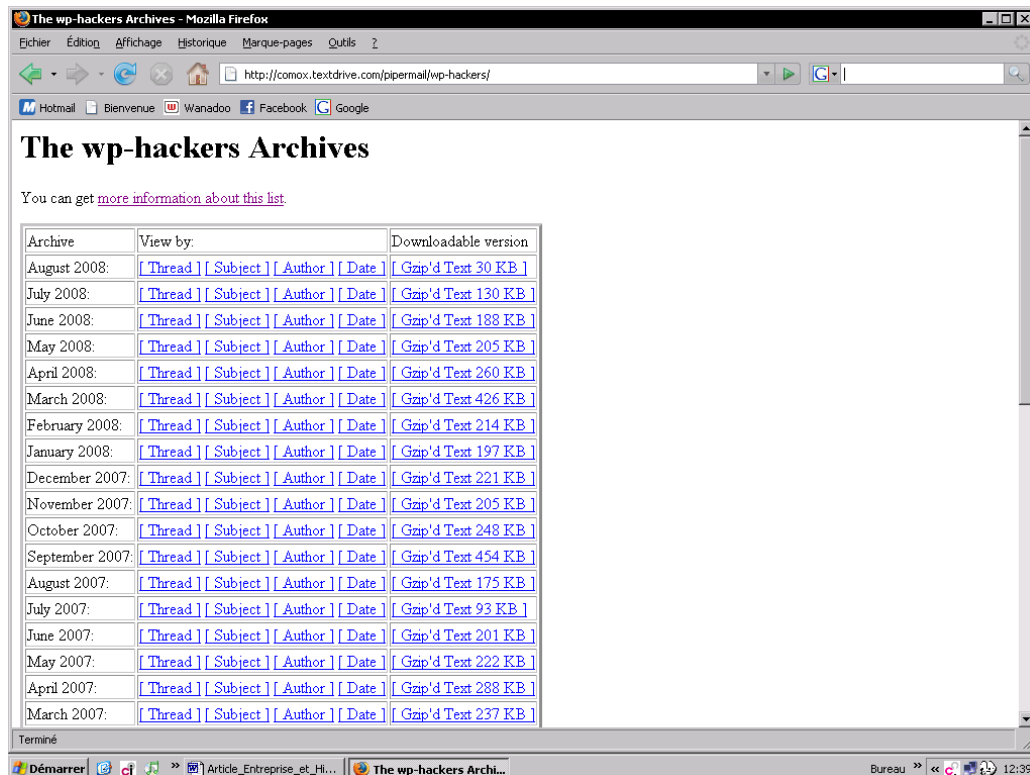 The wp-hackers Archives - Mozilla Firefox
Fichier Édition Affichage Historique Marque-pages Outils ?
http://comox.textdrive.com/pipermail/wp-hackers/
G
Hotmail Bienvenue Wanadoo Facebook Google
The wp-hackers Archives
You can get more information about this list.
Archive View by: Downloadable version
August 2008: [ Thread ] [ Subject ] [ Author ] [ Date ] [ Gzip'd Text 30 KB ]
July 2008: [ Thread ] [ Subject ] [ Author ] [ Date ] [ Gzip'd Text 130 KB ]
June 2008: [ Thread ] [ Subject ] [ Author ] [ Date ] [ Gzip'd Text 188 KB ]
May 2008: [ Thread ] [ Subject ] [ Author ] [ Date ] [ Gzip'd Text 205 KB ]
April 2008: [ Thread ] [ Subject ] [ Author ] [ Date ] [ Gzip'd Text 260 KB ]
March 2008: [ Thread ] [ Subject ] [ Author ] [ Date ] [ Gzip'd Text 426 KB ]
February 2008: [ Thread ] [ Subject ] [ Author ] [ Date ] [ Gzip'd Text 214 KB ]
January 2008: [ Thread ] [ Subject ] [ Author ] [ Date ] [ Gzip'd Text 197 KB ]
December 2007: [ Thread ] [ Subject ] [ Author ] [ Date ] [ Gzip'd Text 221 KB ]
November 2007: [ Thread ] [ Subject ] [ Author ] [ Date ] [ Gzip'd Text 205 KB ]
October 2007: [ Thread ] [ Subject ] [ Author ] [ Date ] [ Gzip'd Text 248 KB ]
September 2007: [ Thread ] [ Subject ] [ Author ] [ Date ] [ Gzip'd Text 454 KB ]
August 2007: [ Thread ] [ Subject ] [ Author ] [ Date ] [ Gzip'd Text 175 KB ]
July 2007: [ Thread ] [ Subject ] [ Author ] [ Date ] [ Gzip'd Text 93 KB ]
June 2007: [ Thread ] [ Subject ] [ Author ] [ Date ] [ Gzip'd Text 201 KB ]
May 2007: [ Thread ] [ Subject ] [ Author ] [ Date ] [ Gzip'd Text 222 KB ]
April 2007: [ Thread ] [ Subject ] [ Author ] [ Date ] [ Gzip'd Text 288 KB ]
March 2007: [ Thread ] [ Subject ] [ Author ] [ Date ] [ Gzip'd Text 237 KB ]
Terminé
Démarrer ci » Article_Entreprise_et_Hi... The wp-hackers Archi... Bureau » « 12:39